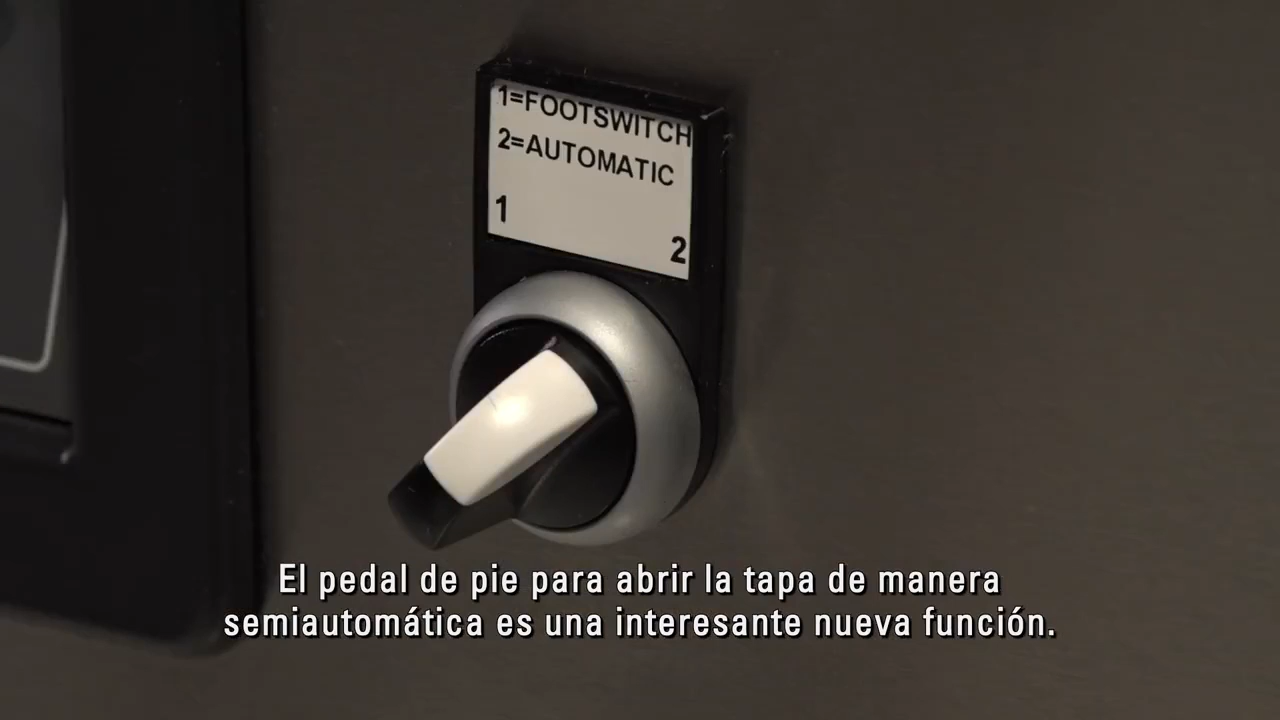 1=FOOTSWITCH
2=AUTOMATIC
1
2
El pedal de pie para abrir la tapa de manera
semiautomática es una interesante nueva función.